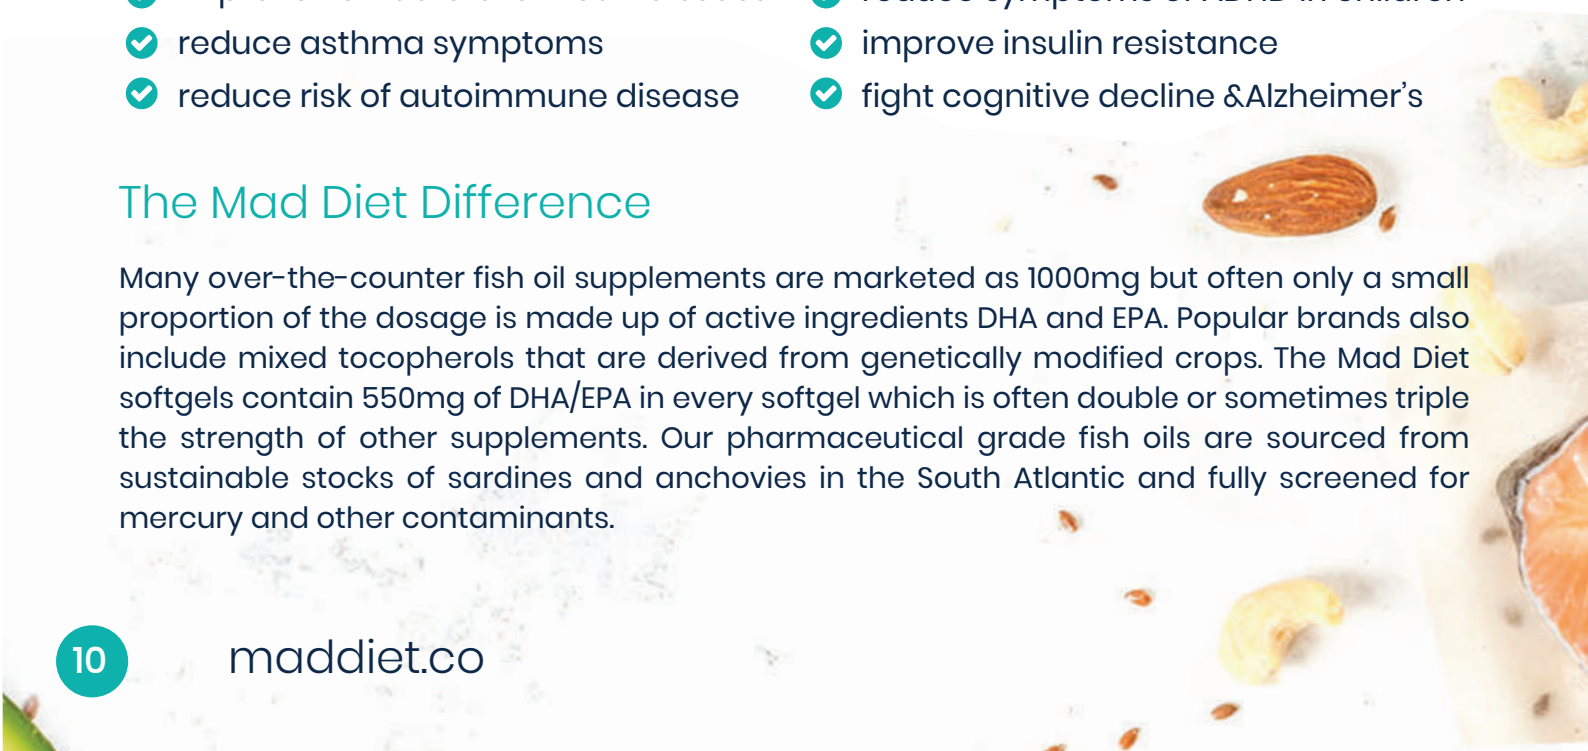 reduce asthma symptoms
improve insulin resistance
reduce risk of autoimmune disease
fight cognitive decline &Alzheimer's
The Mad Diet Difference
Many over-the-counter fish oil supplements are marketed as 1000mg but often only a small
proportion of the dosage is made up of active ingredients DHA and EPA. Popular brands also
include mixed tocopherols that are derived from genetically modified crops. The Mad Diet
softgels contain 550mg of DHA/EPA in every softgel which is often double or sometimes triple
the strength of other supplements. Our pharmaceutical grade fish oils are sourced from
sustainable stocks of sardines and anchovies in the South Atlantic and fully screened for
mercury and other contaminants.
10
maddiet.co